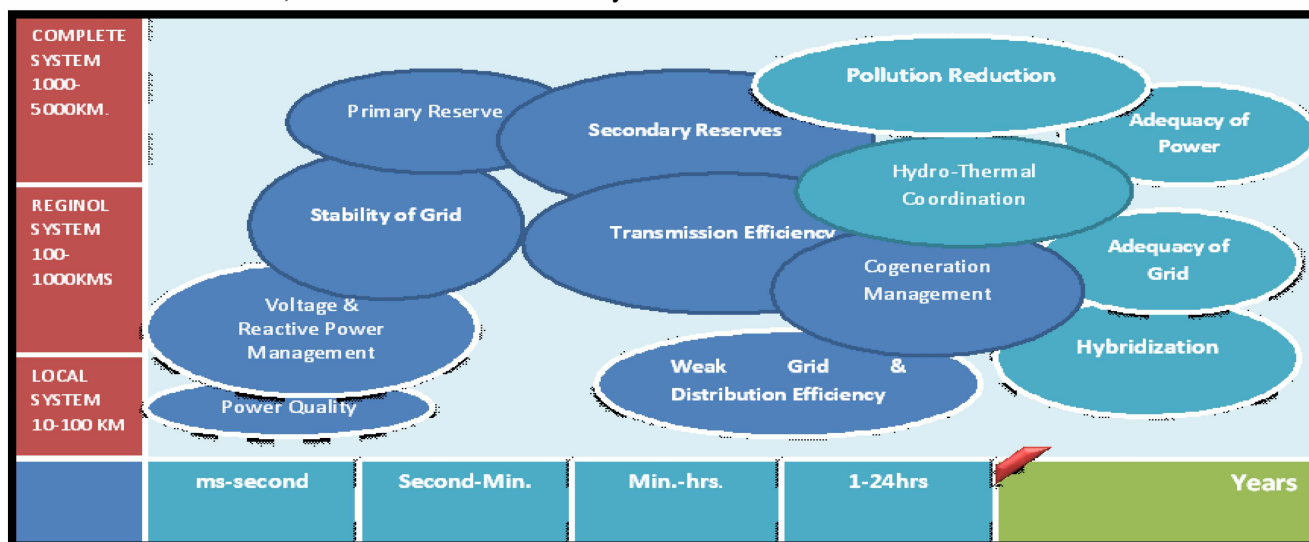 COMPLETE
SYSTEM
1000-
5000KM.
REGINOL
SYSTEM
100-
1000KMS
LOCAL
SYSTEM
10-100 KM
Pollution Reduction
Primary Reserve
Secondary Reserves
Adequacy of
Power
Hydro-Thermal
Coordination
Stability of Grid
Transmission Efficiency
Adequacy of
Grid
Cogeneration
Management
Voltage &
Reactive Power
Management
Hybridization
Weak Grid &
Distribution Efficiency
Power Quality
ms-second
Second-Min.
Min.-hrs.
1-24hrs
Years